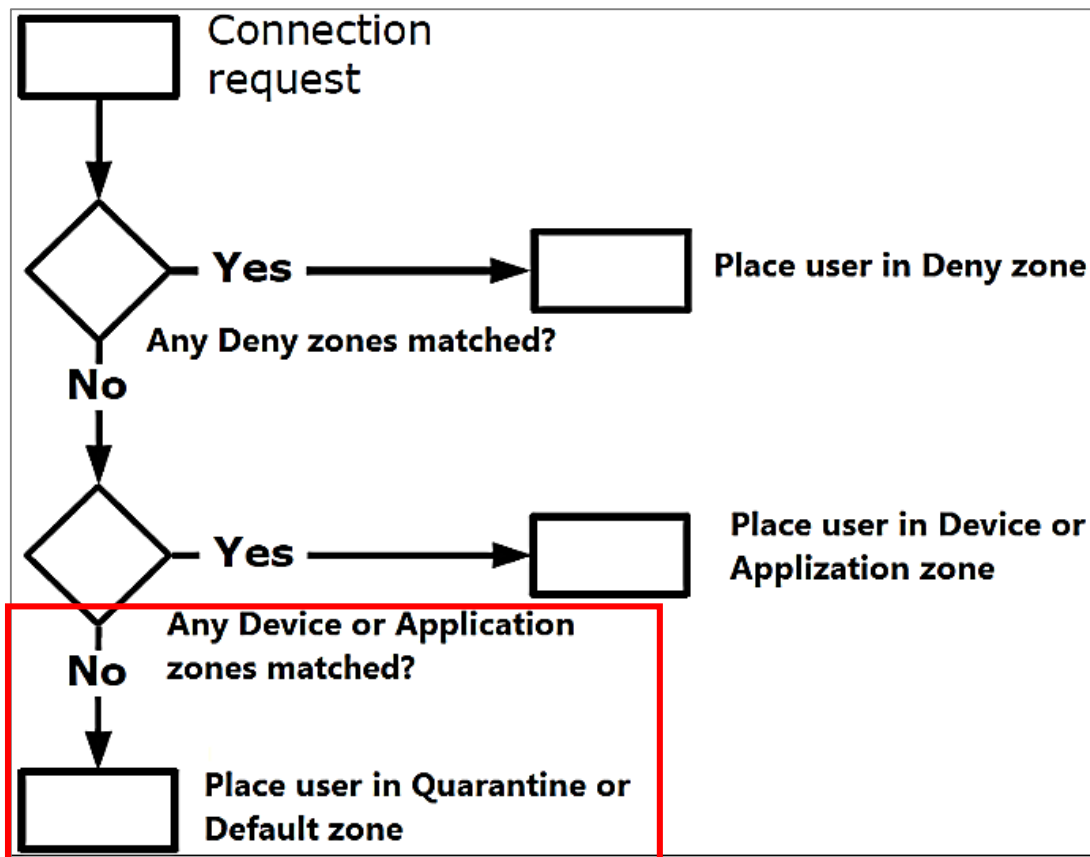 Connection
request
Yes
Place user in Deny zone
Any Deny zones matched?
No
Yes
Place user in Device or
Applization zone
Any Device or Application
zones matched?
No
Place user in Quarantine or
Default zone